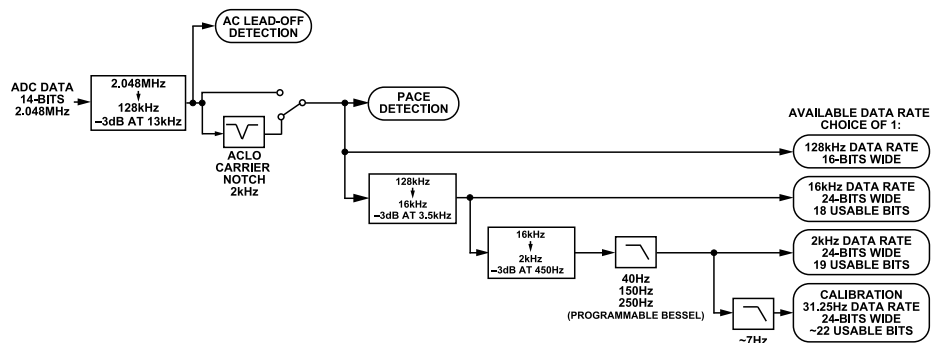 AC LEAD-OFF
DETECTION
ADC DATA
14-BITS
2.048MHz
2.048MHz
128kHz
–3dB AT 13kHz
ACLO
CARRIER
NOTCH
2kHz
PACE
DETECTION
AVAILABLE DATA RATE
CHOICE OF 1:
128kHz DATA RATE
16-BITS WIDE
128kHz
16kHz
–3dB AT 3.5kHz
16kHz DATA RATE
24-BITS WIDE
18 USABLE BITS
16kHz
2kHz
–3dB AT 450Hz
40Hz
150Hz
250Hz
(PROGRAMMABLE BESSEL)
2kHz DATA RATE
24-BITS WIDE
19 USABLE BITS
~7Hz
CALIBRATION
31.25Hz DATA RATE
24-BITS WIDE
~22 USABLE BITS